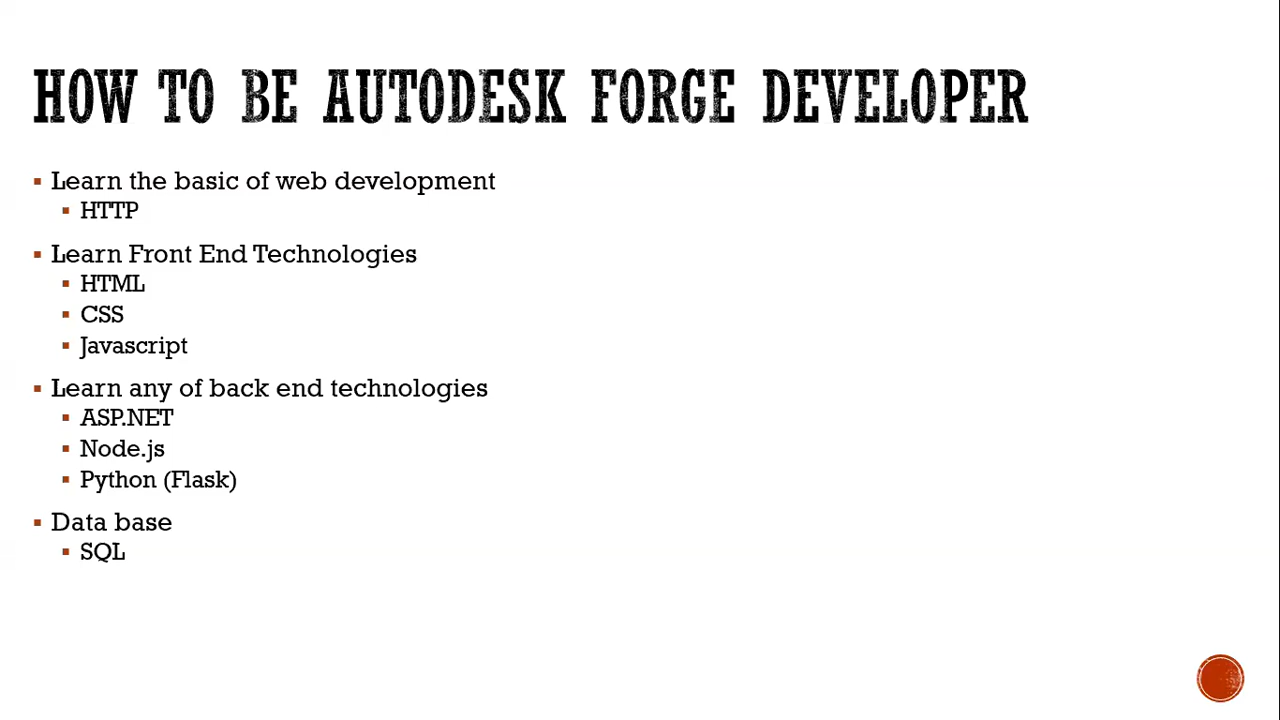 HOW TO BE AUTODESK FORGE DEVELOPER
Learn the basic of web development
HTTP
Learn Front End Technologies
HTML
CSS
Javascript
Learn any of back end technologies
ASP.NET
Node.js
Python (Flask)
Data base
SQL